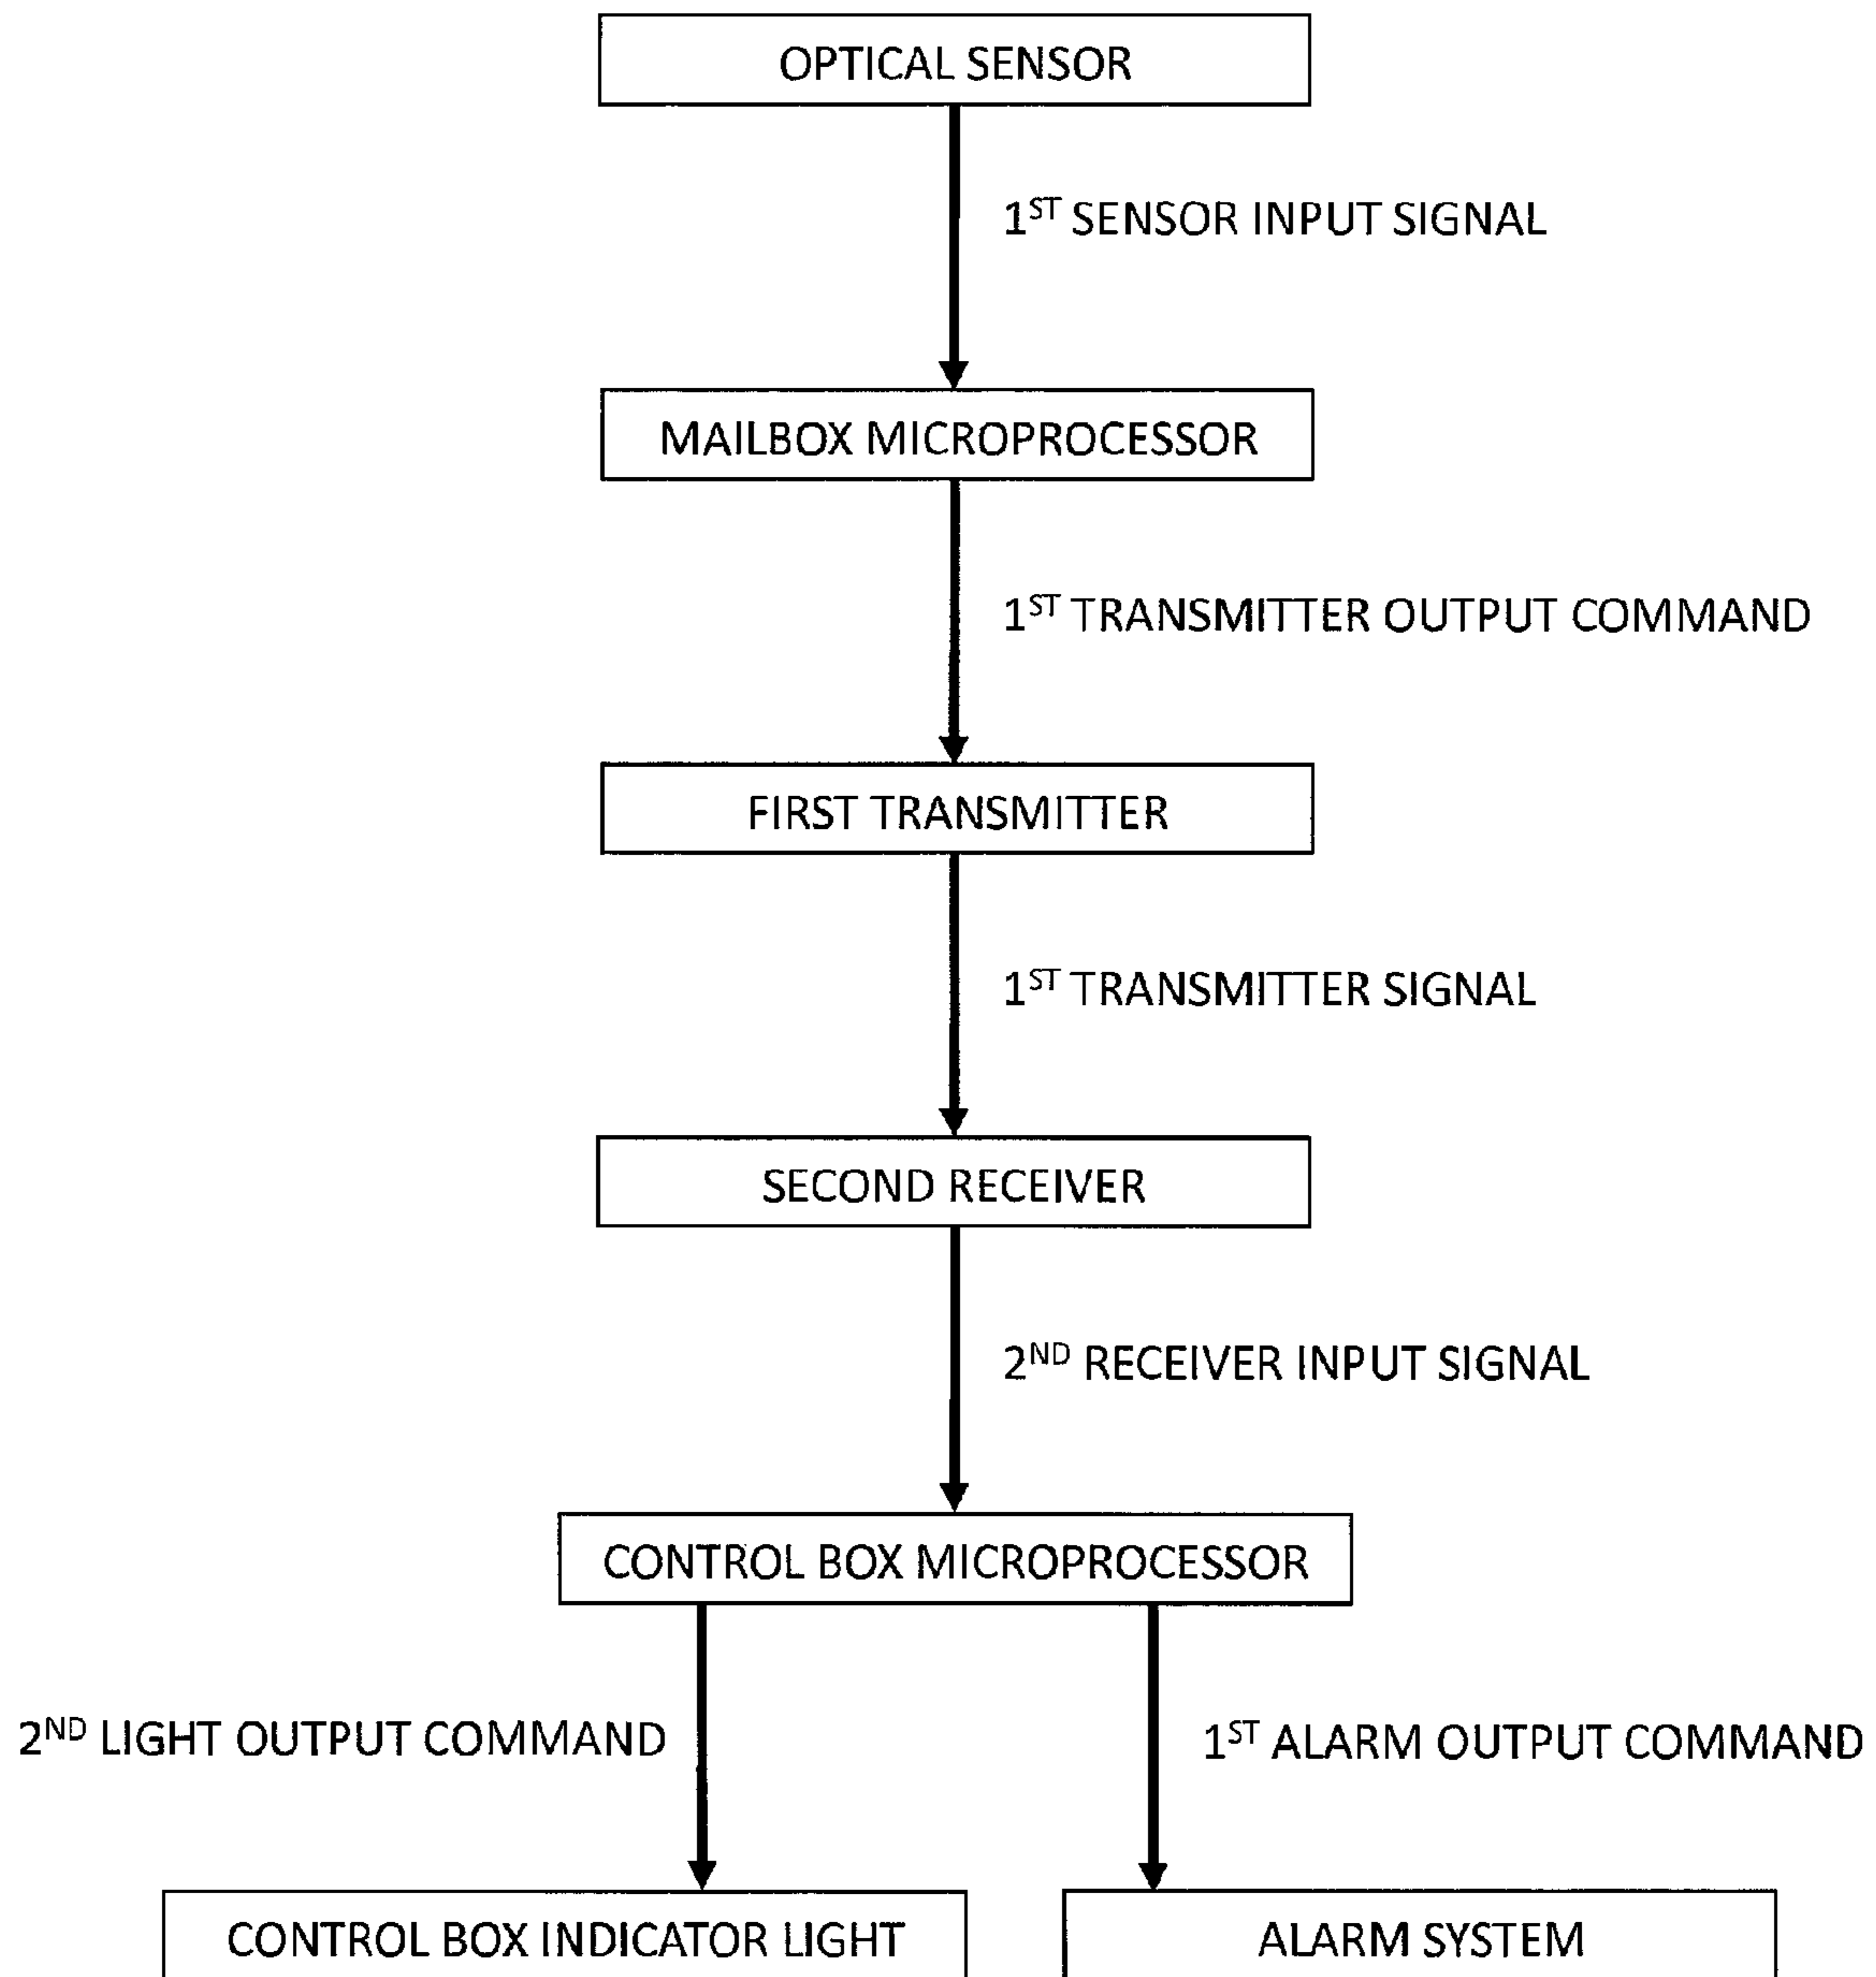 OPTICAL SENSOR
1ST SENSOR INPUT SIGNAL
MAILBOX MICROPROCESSOR
1ST TRANSMITTER OUTPUT COMMAND
FIRST TRANSMITTER
1ST TRANSMITTER SIGNAL
SECOND RECEIVER
2ND RECEIVER INPUT SIGNAL
CONTROL BOX MICROPROCESSOR
2ND LIGHT OUTPUT COMMAND
1ST ALARM OUTPUT COMMAND
CONTROL BOX INDICATOR LIGHT
ALARM SYSTEM